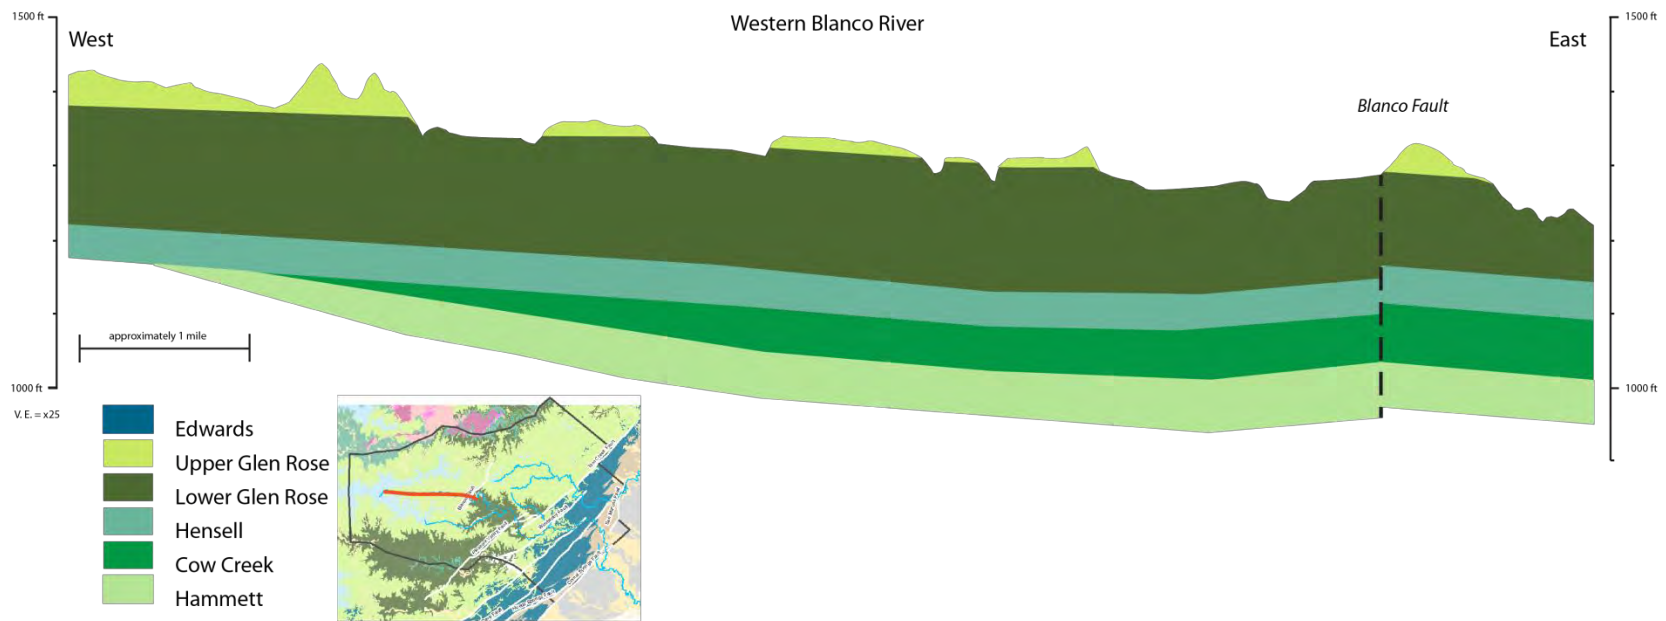 Western Blanco River
1500 ft
1500 ft
West
East
Blanco Fault
approximately 1 mile
1000 ft
1000 ft
V. E. = x25
Edwards
Upper Glen Rose
Lower Glen Rose
Hensell
Cow Creek
Hammett